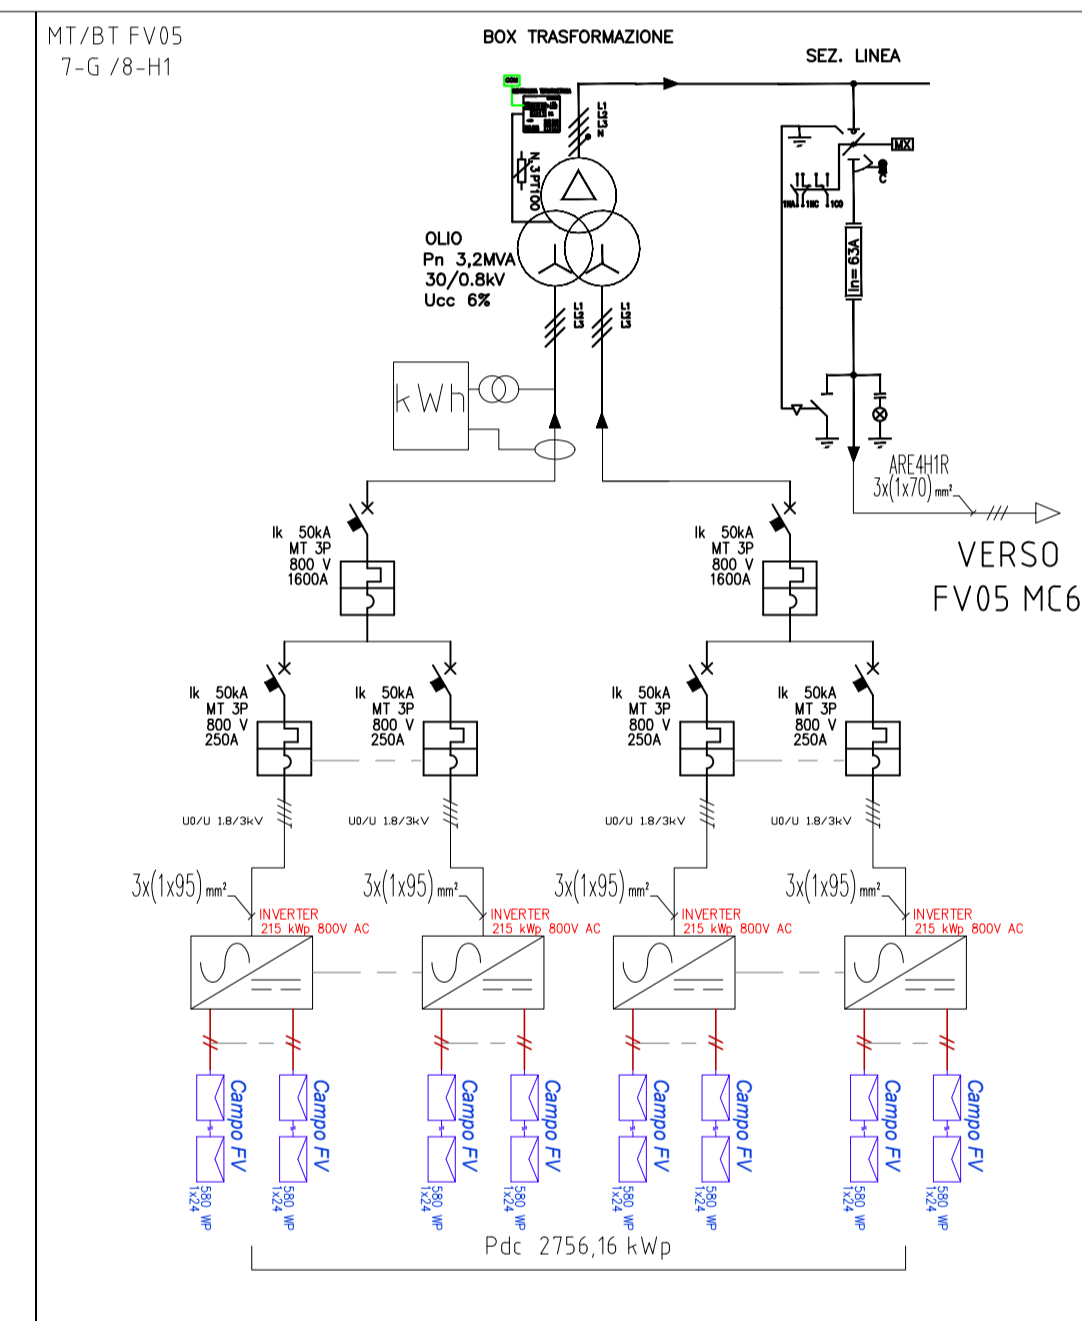 MT/BT FV05
7-G /8-H1
BOX TRASFORMAZIONE
SEZ. LINEA
COM
N.3PT100
MX
1NA
1NC
1CO
In= 63A
OLIO
Pn 3,2MVA
30/0.8kV
Ucc 6%
kWh
ARE4H1R
3x(1x70) mm²
VERSO
FV05 MC6
Ik 50kA
MT 3P
800 V
1600A
Ik 50kA
MT 3P
800 V
1600A
Ik 50kA
MT 3P
800 V
250A
Ik 50kA
MT 3P
800 V
250A
Ik 50kA
MT 3P
800 V
250A
Ik 50kA
MT 3P
800 V
250A
U0/U 1.8/3kV
U0/U 1.8/3kV
U0/U 1.8/3kV
U0/U 1.8/3kV
3x(1x95) mm²
3x(1x95) mm²
3x(1x95) mm²
3x(1x95) mm²
INVERTER
215 kWp 800V AC
INVERTER
215 kWp 800V AC
INVERTER
215 kWp 800V AC
INVERTER
215 kWp 800V AC
Campo FV
Campo FV
Campo FV
Campo FV
Campo FV
Campo FV
Campo FV
Campo FV
580 WP
1x24
580 WP
1x24
580 WP
1x24
580 WP
1x24
580 WP
1x24
580 WP
1x24
580 WP
1x24
580 WP
1x24
Pdc 2756,16 kWp